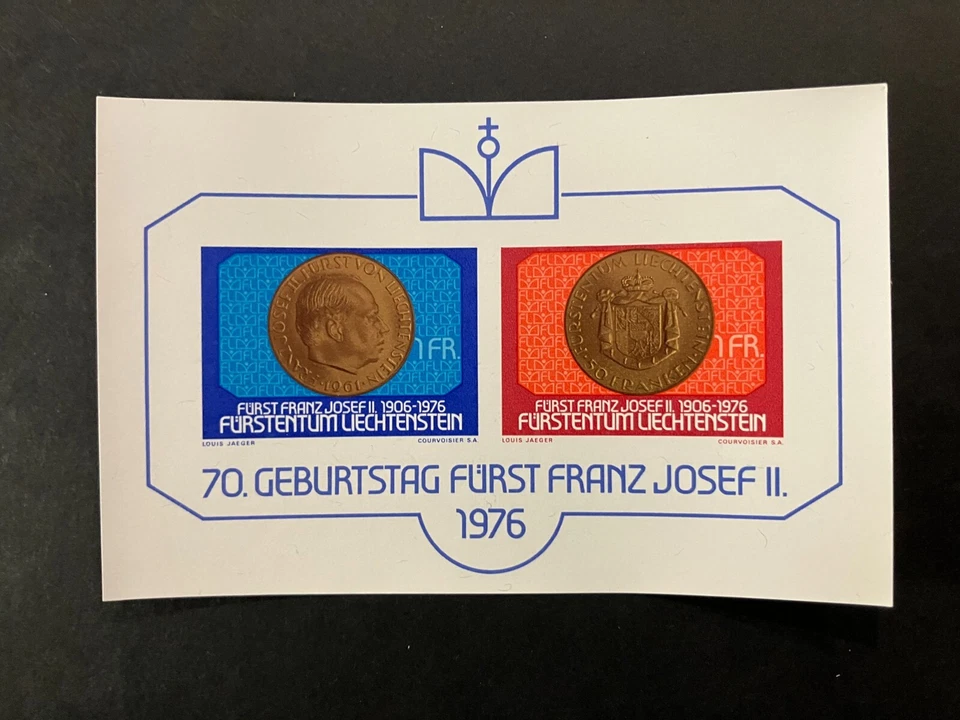 FRANZ JOSEF II. FÜRST VON LIECHTENSTEIN
·1961·
1 FR.
FÜRST FRANZ JOSEF II. 1906-1976
FÜRSTENTUM LIECHTENSTEIN
LOUIS JAEGER
COURVOISIER S.A.
FÜRSTENTUM LIECHTENSTEIN
·50 FRANKEN·
1 FR.
FÜRST FRANZ JOSEF II. 1906-1976
FÜRSTENTUM LIECHTENSTEIN
LOUIS JAEGER
COURVOISIER S.A.
70. GEBURTSTAG FÜRST FRANZ JOSEF II.
1976